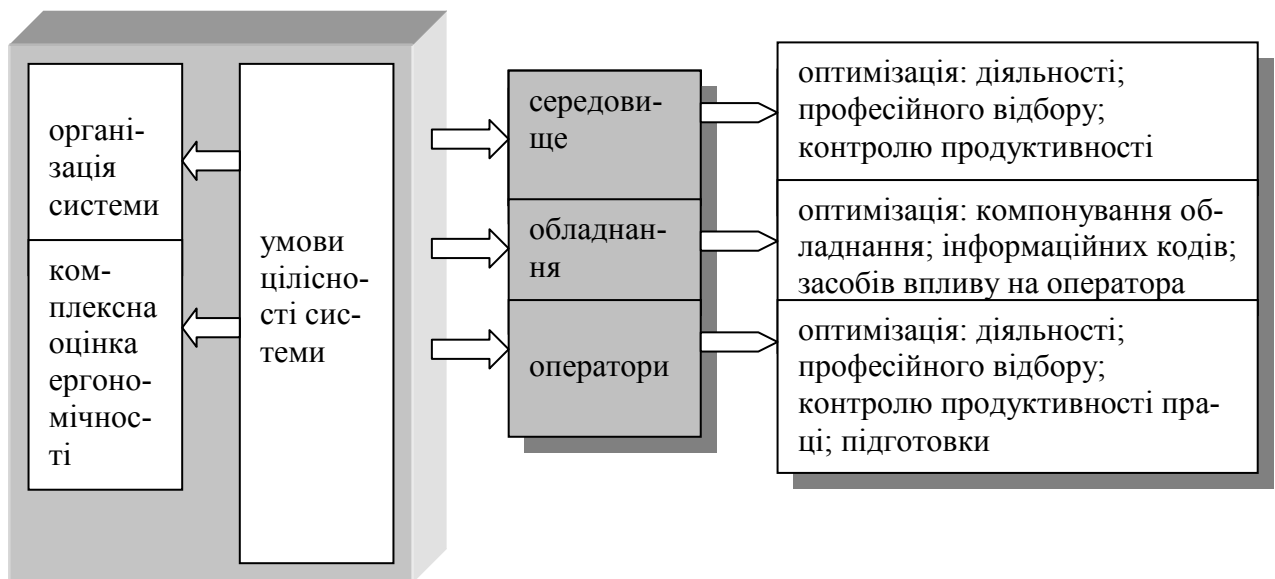 органі-
зація
системи
ком-
плексна
оцінка
ергоно-
мічнос-
ті
умови
цілісно-
сті сис-
теми
середови-
ще
обладнан-
ня
оператори
оптимізація: діяльності;
професійного відбору;
контролю продуктивності
оптимізація: компонування об-
ладнання; інформаційних кодів;
засобів впливу на оператора
оптимізація: діяльності;
професійного відбору;
контролю продуктивності пра-
ці; підготовки